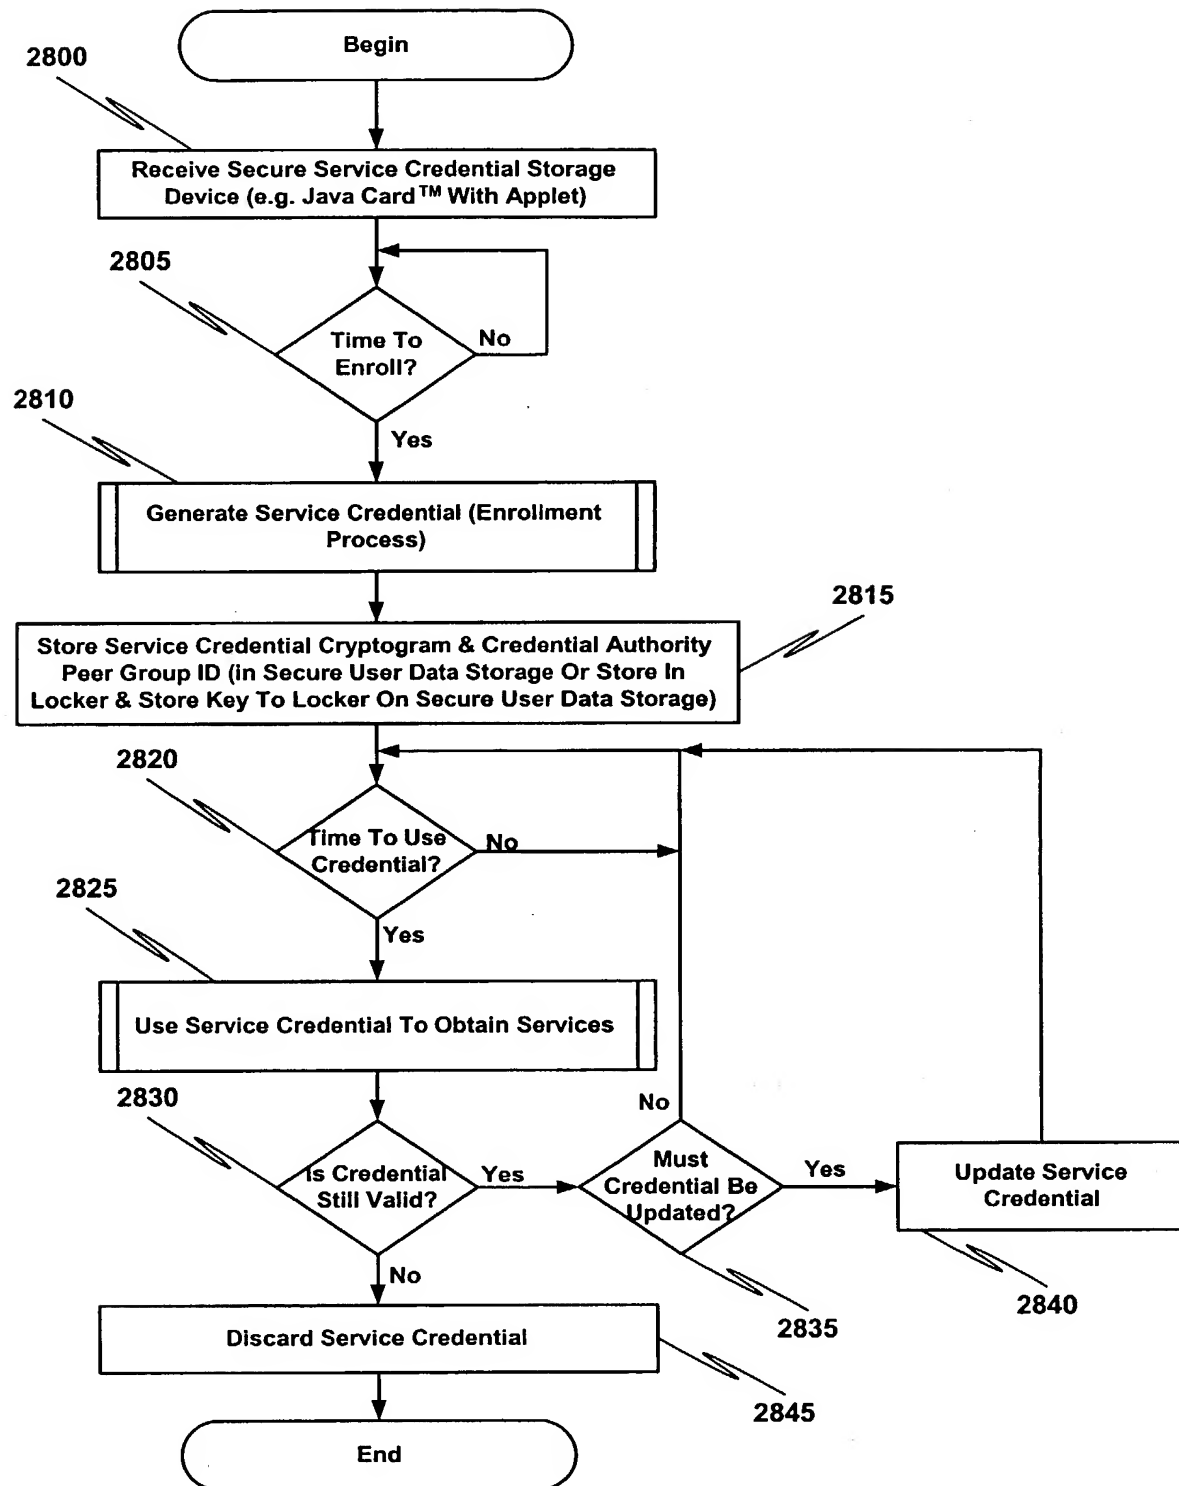 Begin
2800
Receive Secure Service Credential Storage
Device (e.g. Java Card™ With Applet)
2805
Time To
Enroll?
No
2810
Yes
Generate Service Credential (Enrollment
Process)
2815
Store Service Credential Cryptogram & Credential Authority
Peer Group ID (in Secure User Data Storage Or Store In
Locker & Store Key To Locker On Secure User Data Storage)
2820
Time To Use
Credential?
No
2825
Yes
Use Service Credential To Obtain Services
2830
Is Credential
Still Valid?
Yes
No
Must
Credential Be
Updated?
Yes
Update Service
Credential
2840
No
2835
Discard Service Credential
2845
End